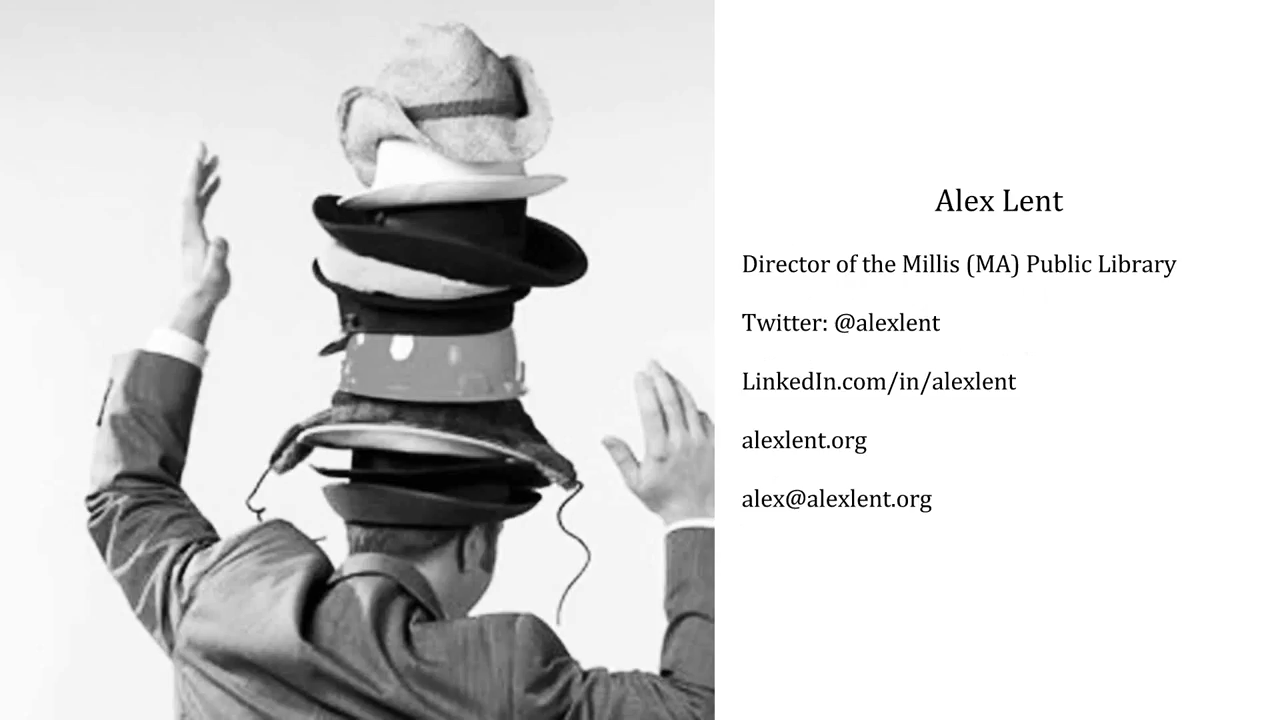 Alex Lent
Director of the Millis (MA) Public Library
Twitter: @alexlent
LinkedIn.com/in/alexlent
alexlent.org
alex@alexlent.org